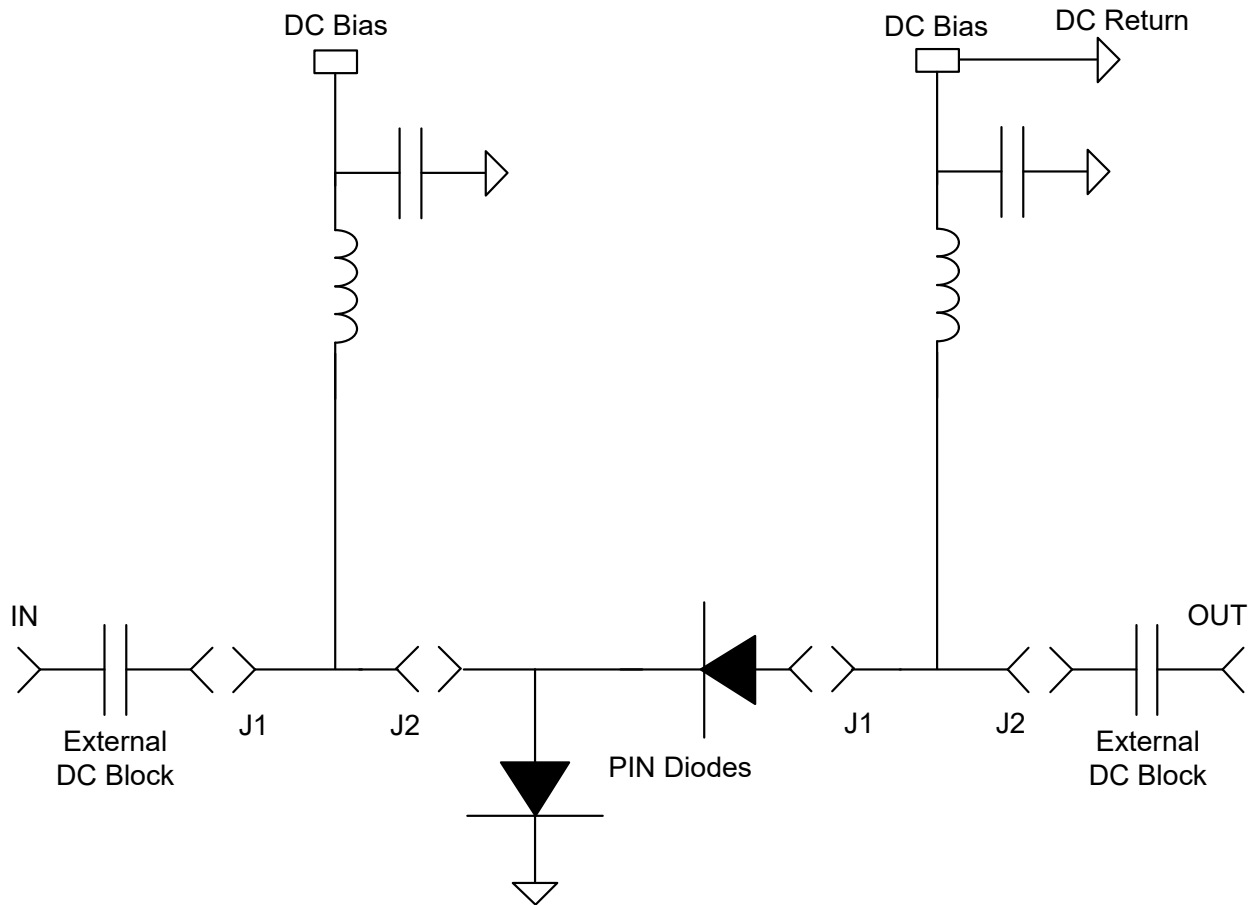 DC Bias
DC Bias
DC Return
IN
OUT
J1
J2
J1
J2
External
DC Block
PIN Diodes
External
DC Block